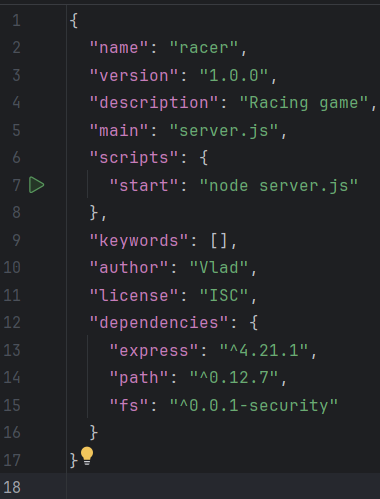 1 {
2 "name": "racer",
3 "version": "1.0.0",
4 "description": "Racing game",
5 "main": "server.js",
6 "scripts": {
7 "start": "node server.js"
8 },
9 "keywords": [],
10 "author": "Vlad",
11 "license": "ISC",
12 "dependencies": {
13 "express": "^4.21.1",
14 "path": "^0.12.7",
15 "fs": "^0.0.1-security"
16 }
17 }
18